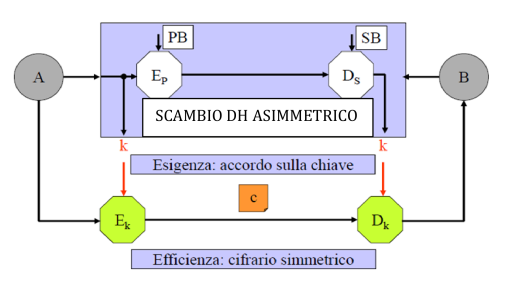 PB
SB
A
E_P
D_S
B
SCAMBIO DH ASIMMETRICO
k
k
Esigenza: accordo sulla chiave
c
E_k
D_k
Efficienza: cifrario simmetrico